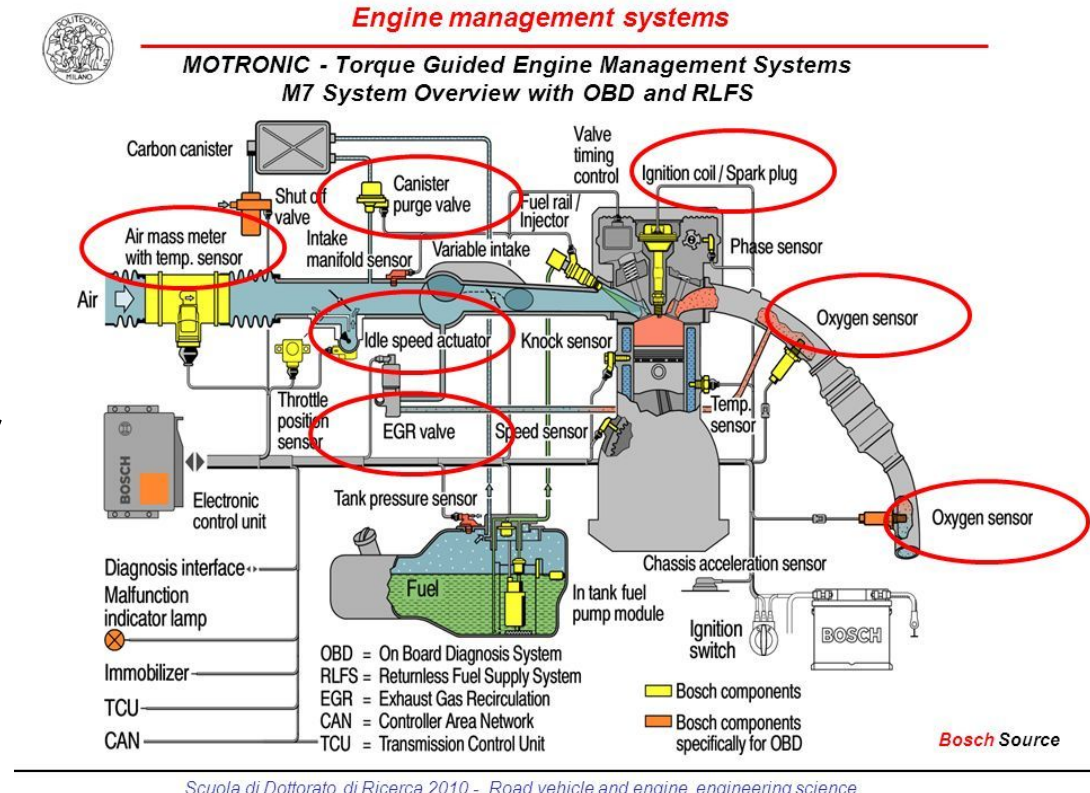 Engine management systems
POLITECNICO
MILANO
MOTRONIC - Torque Guided Engine Management Systems
M7 System Overview with OBD and RLFS
Carbon canister
Shut off
valve
Canister
purge valve
Valve
timing
control
Ignition coil / Spark plug
Fuel rail /
Injector
Air mass meter
with temp. sensor
Intake
manifold sensor
Variable intake
Phase sensor
Air
Idle speed actuator
Knock sensor
Oxygen sensor
Throttle
position
sensor
EGR valve
Speed sensor
Temp.
sensor
BOSCH
Electronic
control unit
Tank pressure sensor
Oxygen sensor
Diagnosis interface
Malfunction
indicator lamp
Fuel
In tank fuel
pump module
Chassis acceleration sensor
Ignition
switch
BOSCH
Immobilizer
TCU
CAN
OBD = On Board Diagnosis System
RLFS = Returnless Fuel Supply System
EGR = Exhaust Gas Recirculation
CAN = Controller Area Network
TCU = Transmission Control Unit
Bosch components
Bosch components
specifically for OBD
Bosch Source
Scuola di Dottorato di Ricerca 2010 - Road vehicle and engine engineering science